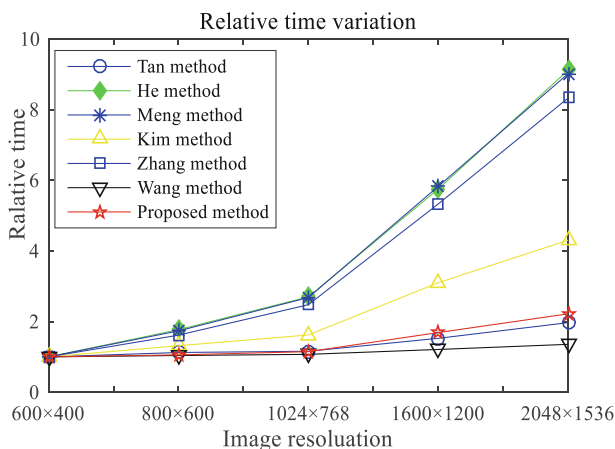 Relative time variation
10
8
6
4
2
0
Ralative time
Tan method
He method
Meng method
Kim method
Zhang method
Wang method
Proposed method
600×400 800×600 1024×768 1600×1200 2048×1536
Image resoluation